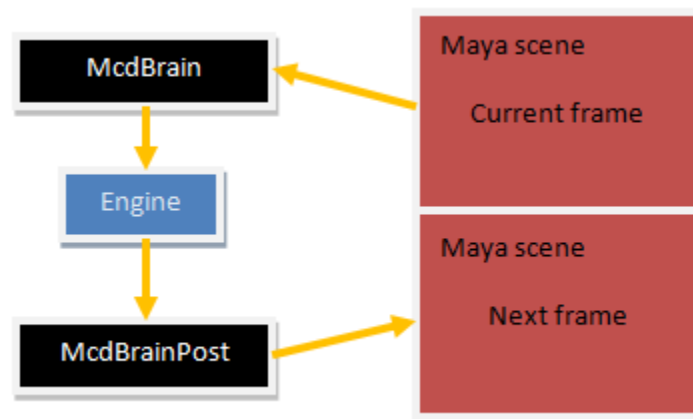 McdBrain
Engine
McdBrainPost
Maya scene
Current frame
Maya scene
Next frame